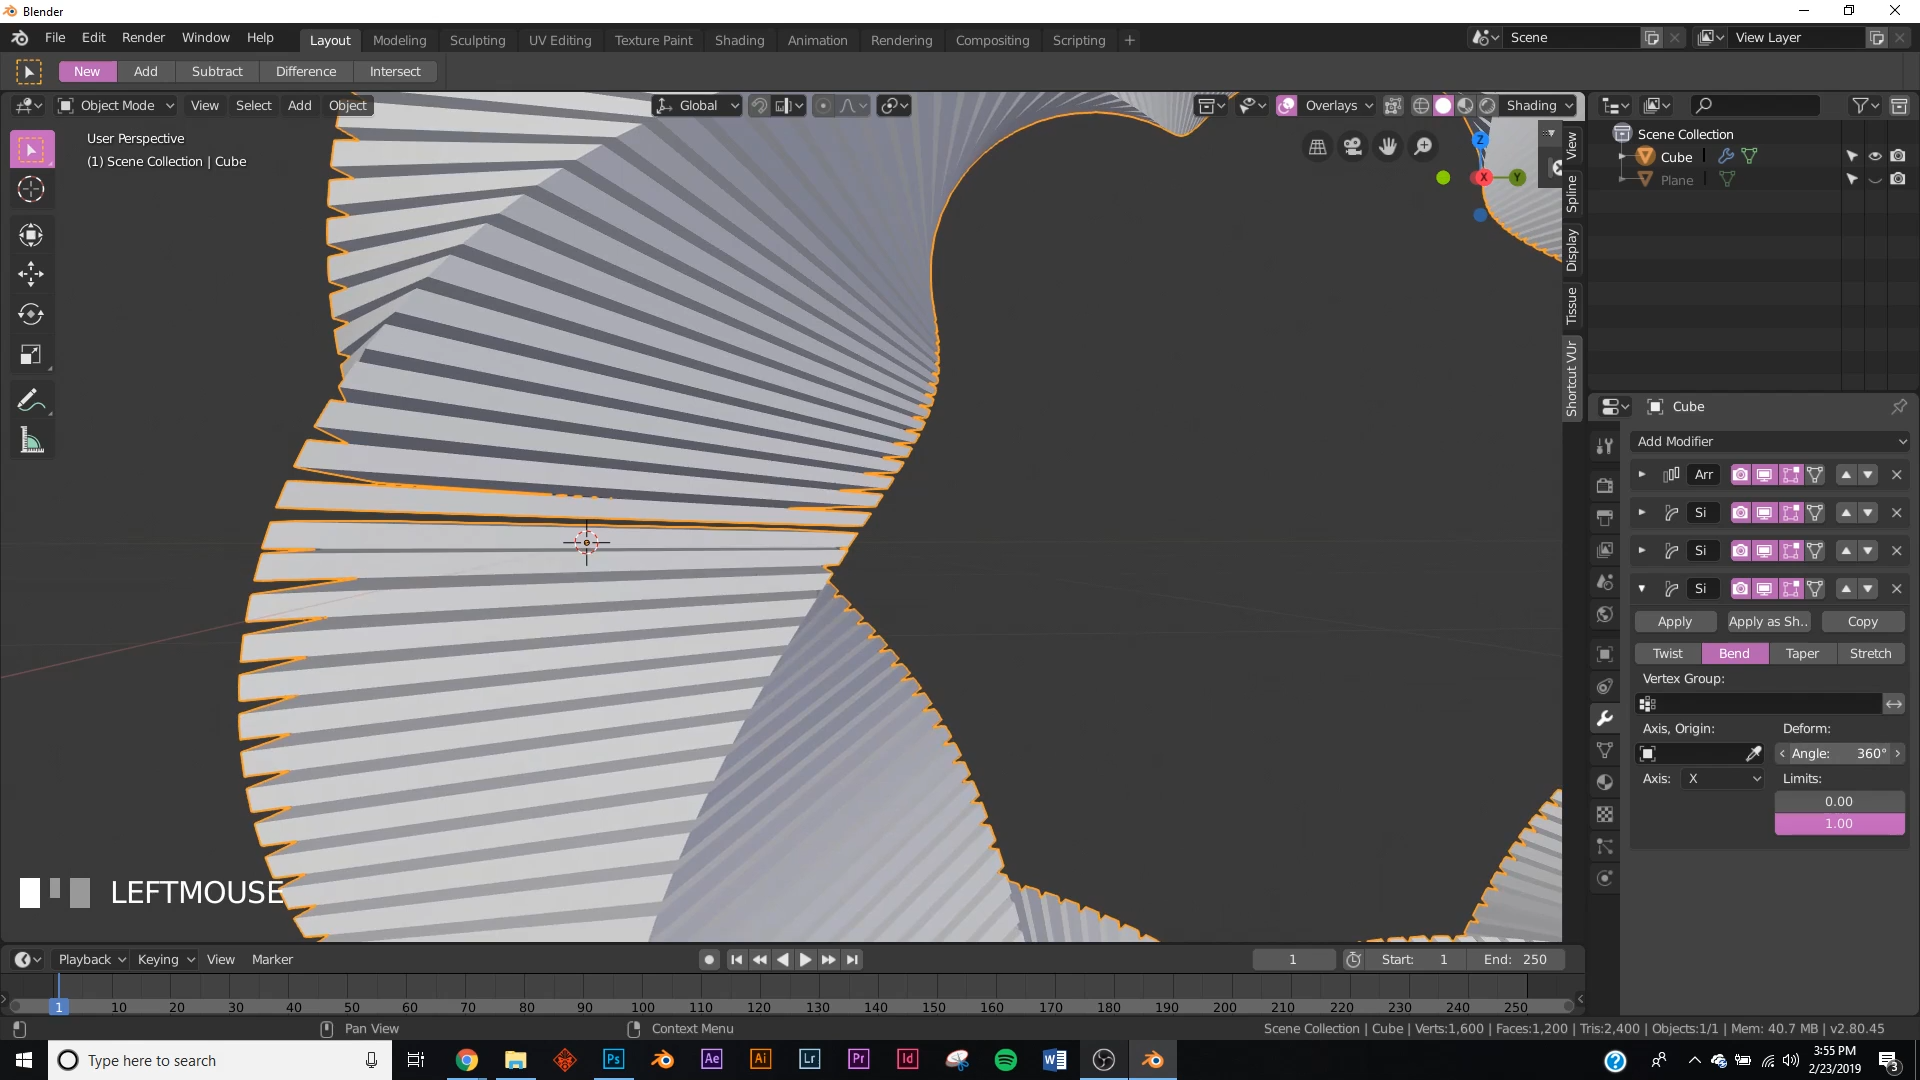 Blender
File Edit Render Window Help
Layout Modeling Sculpting UV Editing Texture Paint Shading Animation Rendering Compositing Scripting +
Scene
View Layer
New Add Subtract Difference Intersect
Object Mode View Select Add Object
Global
Overlays
Shading
User Perspective
(1) Scene Collection | Cube
Z
X
Y
View
Spline
Display
Tissue
Shortcut VUr
Scene Collection
Cube
Plane
Cube
Add Modifier
Arr
Si
Si
Si
Apply Apply as Sh.. Copy
Twist Bend Taper Stretch
Vertex Group:
Axis, Origin: Deform:
Angle: 360°
Axis: X Limits:
0.00
1.00
LEFTMOUSE
Playback Keying View Marker
1 Start: 1 End: 250
1 10 20 30 40 50 60 70 80 90 100 110 120 130 140 150 160 170 180 190 200 210 220 230 240 250
Pan View Context Menu
Scene Collection | Cube | Verts:1,600 | Faces:1,200 | Tris:2,400 | Objects:1/1 | Mem: 40.7 MB | v2.80.45
Type here to search
Ps Ae Ai Lr Pr Id
3:55 PM
2/23/2019
3